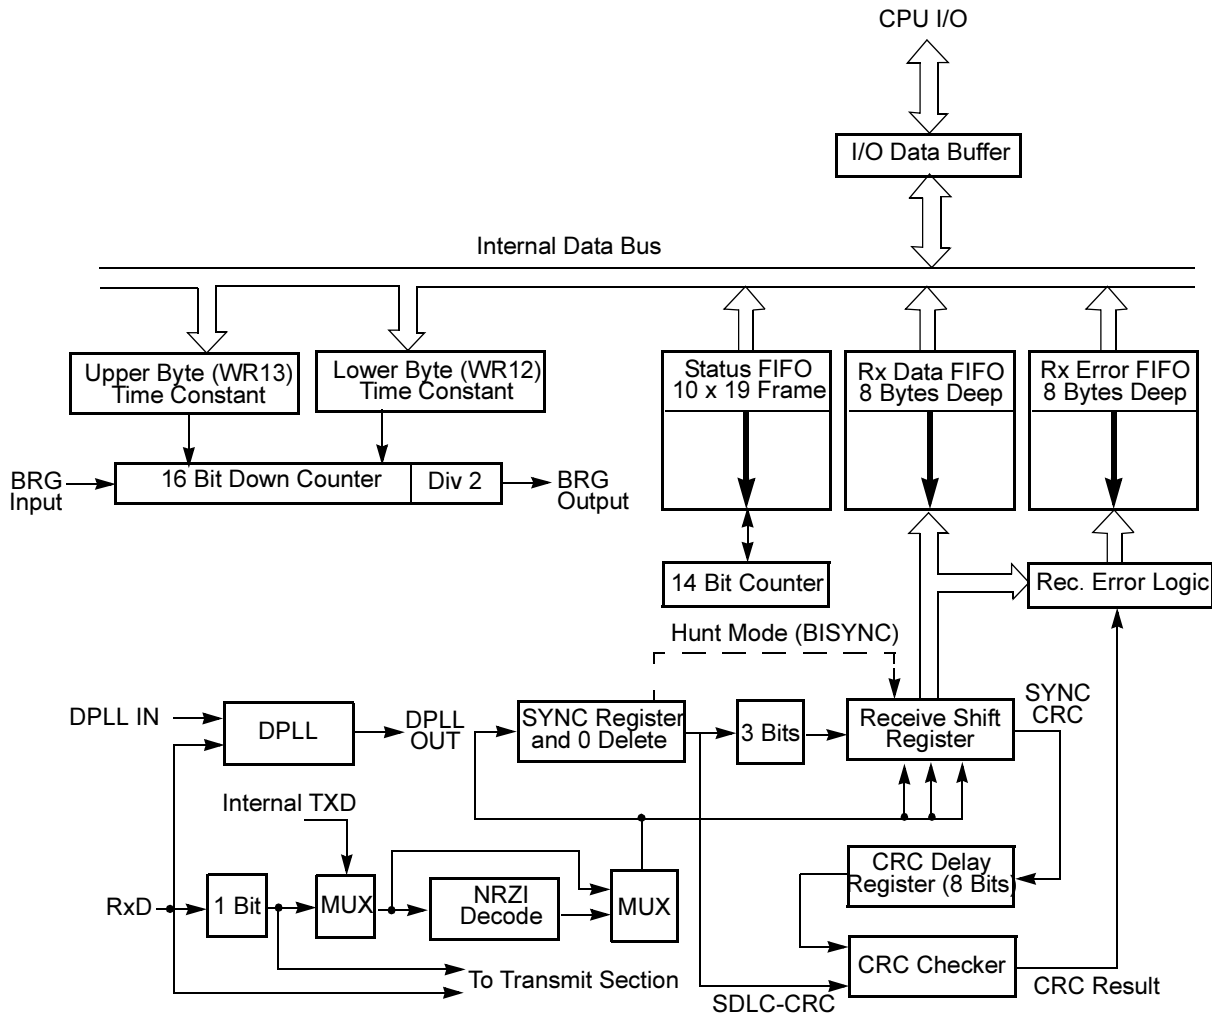 CPU I/O
I/O Data Buffer
Internal Data Bus
Upper Byte (WR13)
Time Constant
Lower Byte (WR12)
Time Constant
Status FIFO
10 x 19 Frame
Rx Data FIFO
8 Bytes Deep
Rx Error FIFO
8 Bytes Deep
BRG
Input
16 Bit Down Counter
Div 2
BRG
Output
14 Bit Counter
Rec. Error Logic
Hunt Mode (BISYNC)
DPLL IN
DPLL
DPLL
OUT
SYNC Register
and 0 Delete
3 Bits
Receive Shift
Register
SYNC
CRC
Internal TXD
RxD
1 Bit
MUX
NRZI
Decode
MUX
CRC Delay
Register (8 Bits)
To Transmit Section
CRC Checker
SDLC-CRC
CRC Result